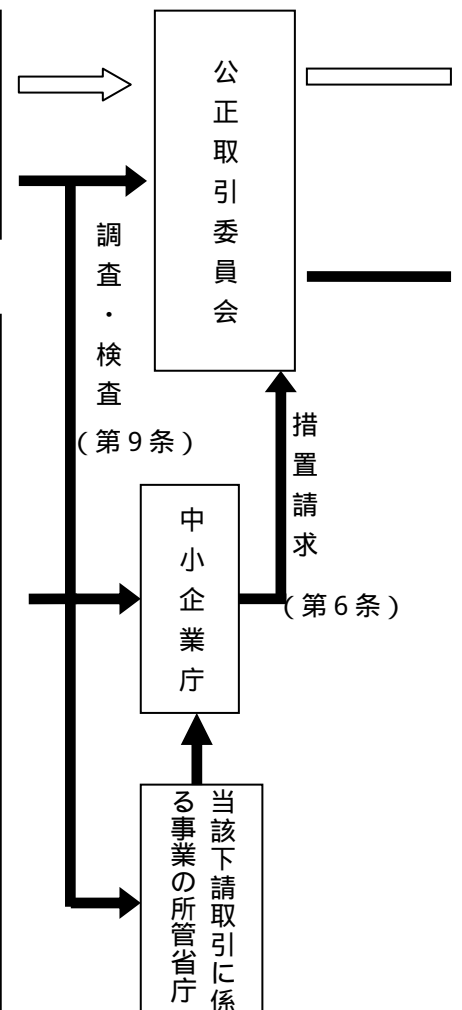 公正取引委員会
調査・検査
(第9条)
措置請求
(第6条)
中小企業庁
当該下請取引に係
る事業の所管省庁